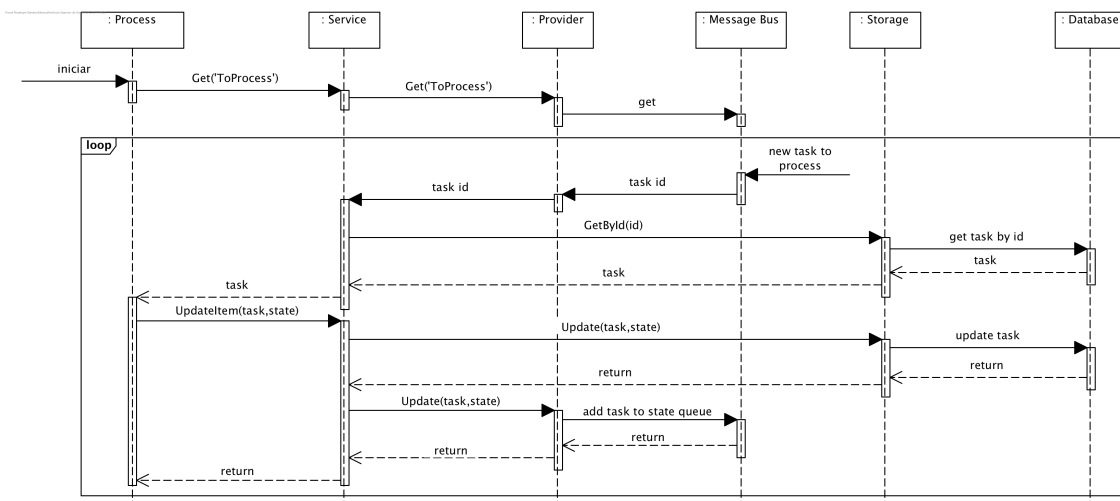 : Process
: Service
: Provider
: Message Bus
: Storage
: Database
iniciar
Get('ToProcess')
Get('ToProcess')
get
loop
new task to
process
task id
task id
GetById(id)
get task by id
task
task
task
UpdateItem(task,state)
Update(task,state)
update task
return
return
Update(task,state)
add task to state queue
return
return
return